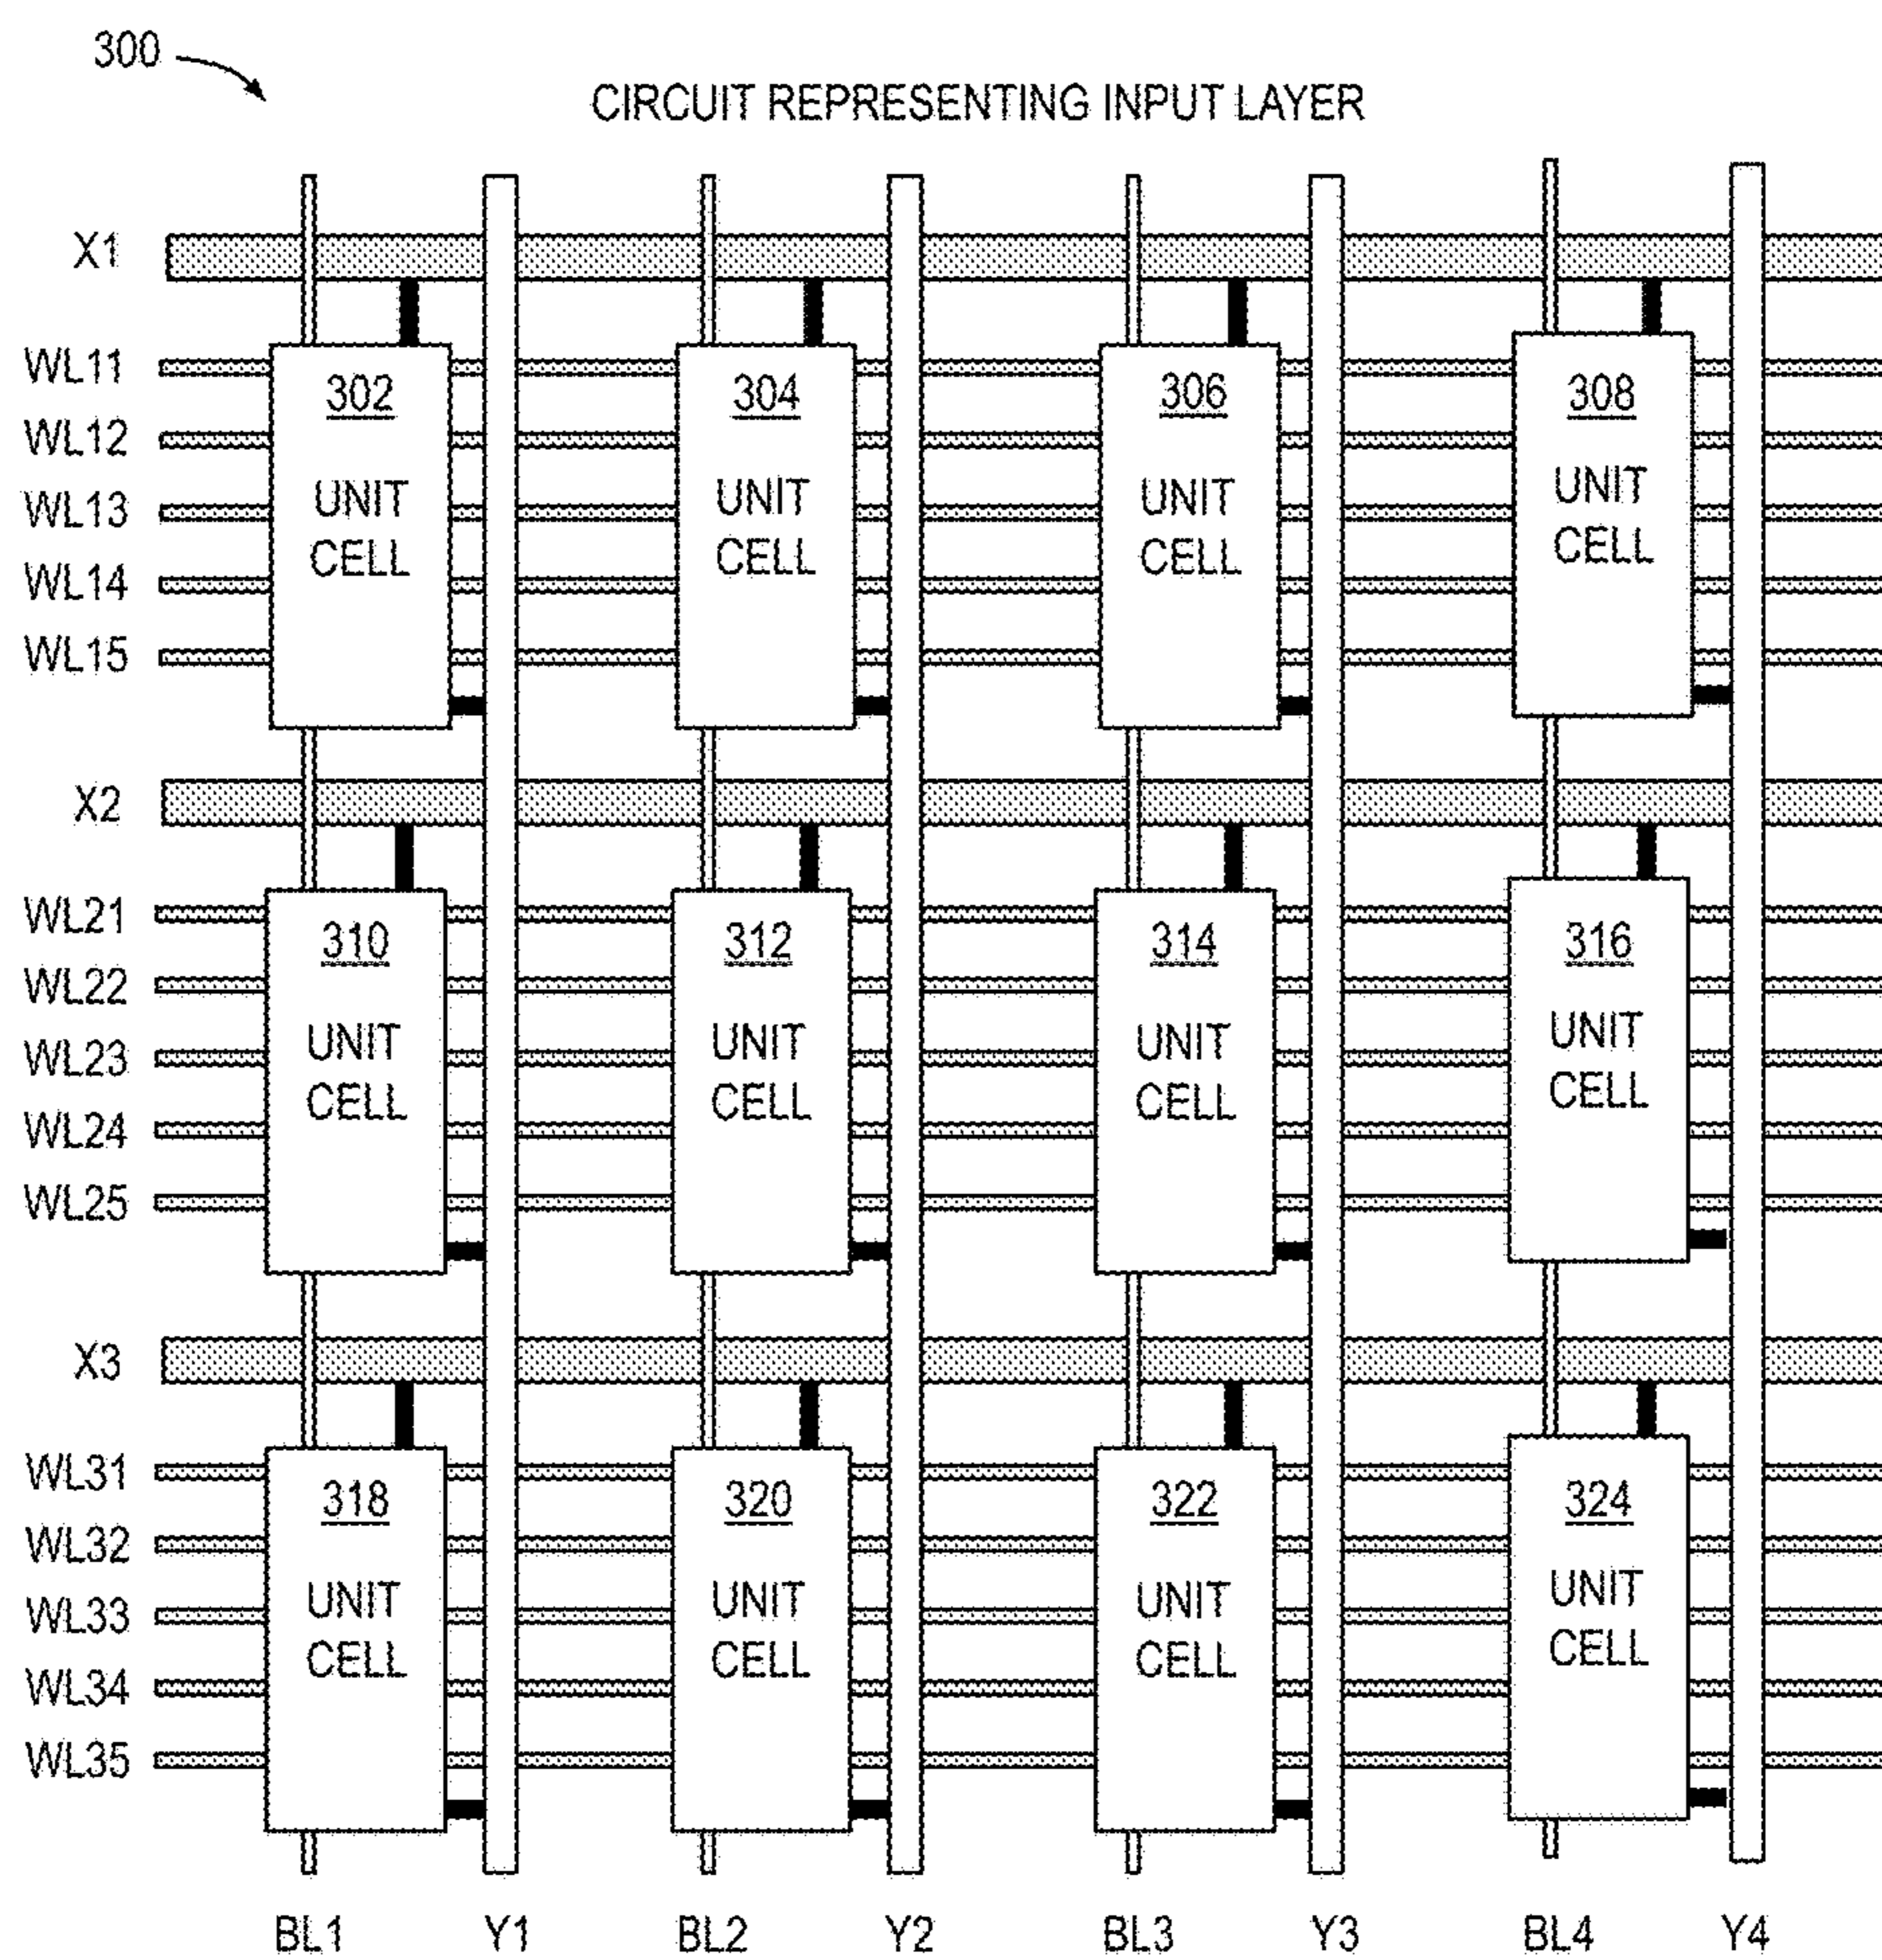 300
CIRCUIT REPRESENTING INPUT LAYER
X1
WL11
WL12
WL13
WL14
WL15
302
UNIT
CELL
304
UNIT
CELL
306
UNIT
CELL
308
UNIT
CELL
X2
WL21
WL22
WL23
WL24
WL25
310
UNIT
CELL
312
UNIT
CELL
314
UNIT
CELL
316
UNIT
CELL
X3
WL31
WL32
WL33
WL34
WL35
318
UNIT
CELL
320
UNIT
CELL
322
UNIT
CELL
324
UNIT
CELL
BL1 Y1 BL2 Y2 BL3 Y3 BL4 Y4